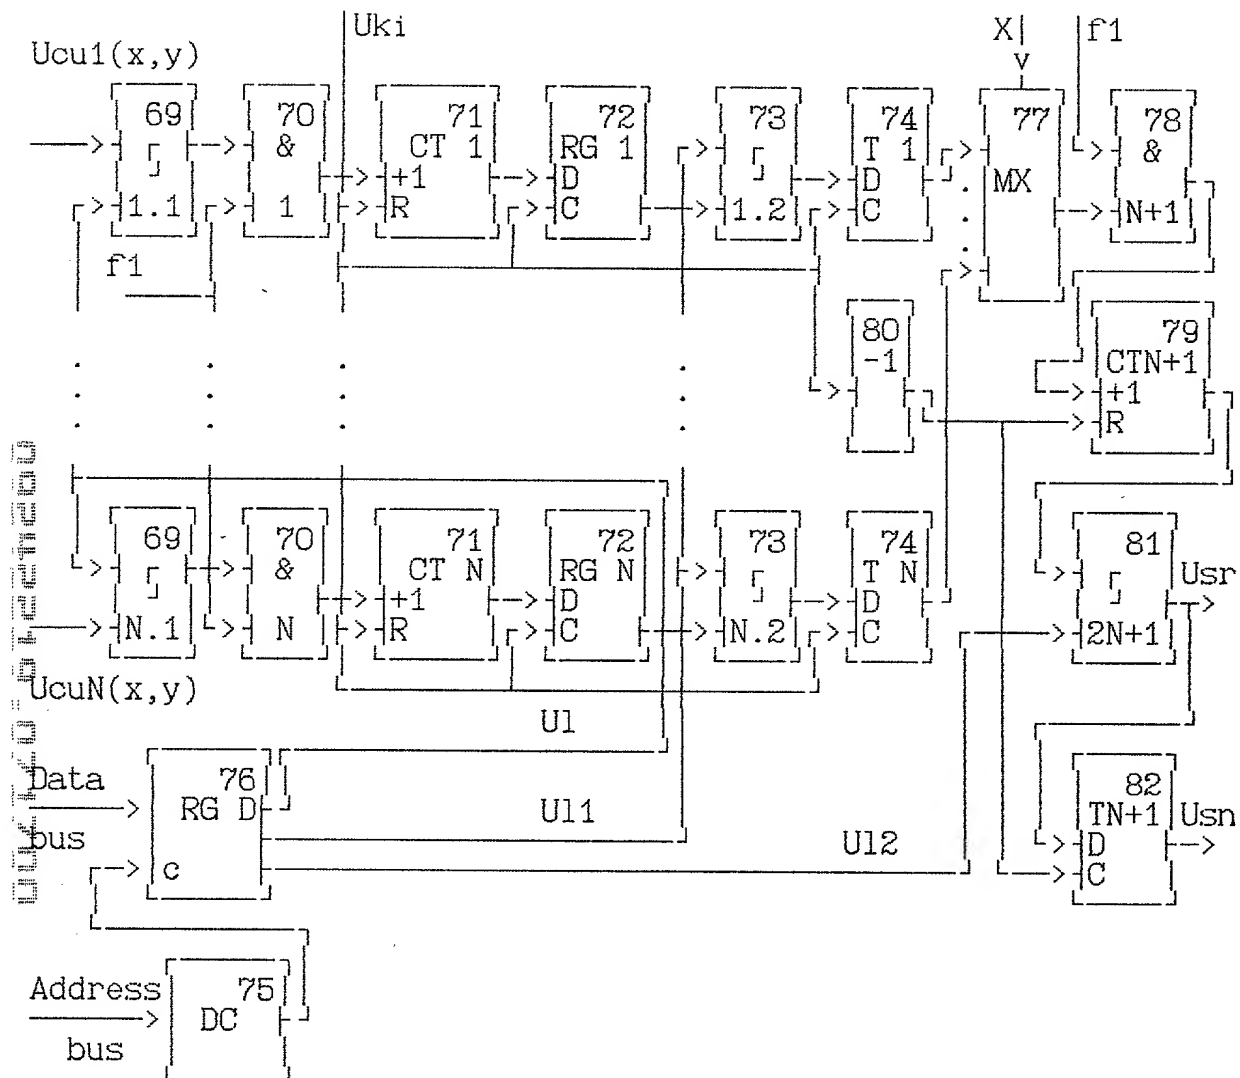 Uki
X
f1
Ucu1(x,y)
v
69
70
71
72
73
74
77
78
&
CT 1
RG 1
T 1
&
+1
D
D
MX
1.1
1
R
C
1.2
C
N+1
f1
80
-1
79
CTN+1
+1
R
69
70
71
72
73
74
81
&
CT N
RG N
T N
Usr
+1
D
D
N.1
N
R
C
N.2
C
2N+1
UcuN(x,y)
Ul
Data
76
82
RG D
Ul1
TN+1
Usn
bus
Ul2
D
c
C
Address
75
DC
bus